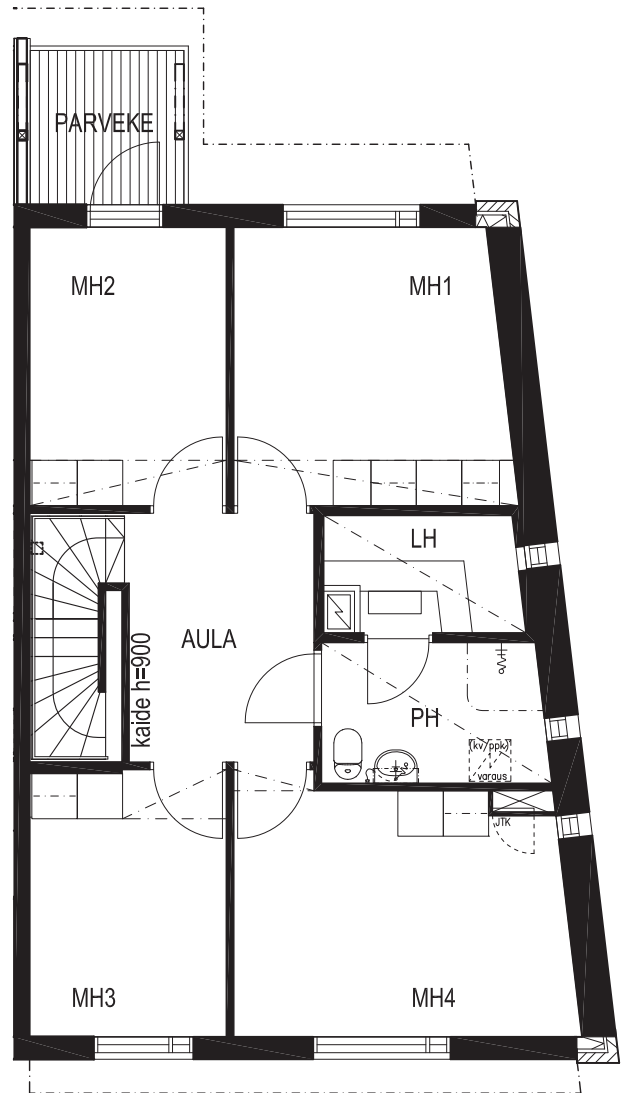 PARVEKE
MH2
MH1
LH
AULA
kaide h=900
PH
(kv/ppk)
varaus
JTK
MH3
MH4